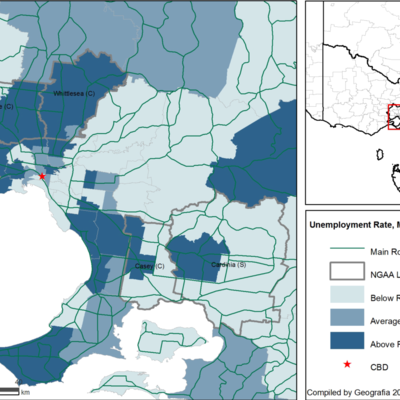 Whittlesea (C)
(C)
Casey (C)
Cardinia (S)
km
Unemployment Rate, M
Main Ro
NGAA L
Below R
Average
Above R
CBD
Compiled by Geografia 20